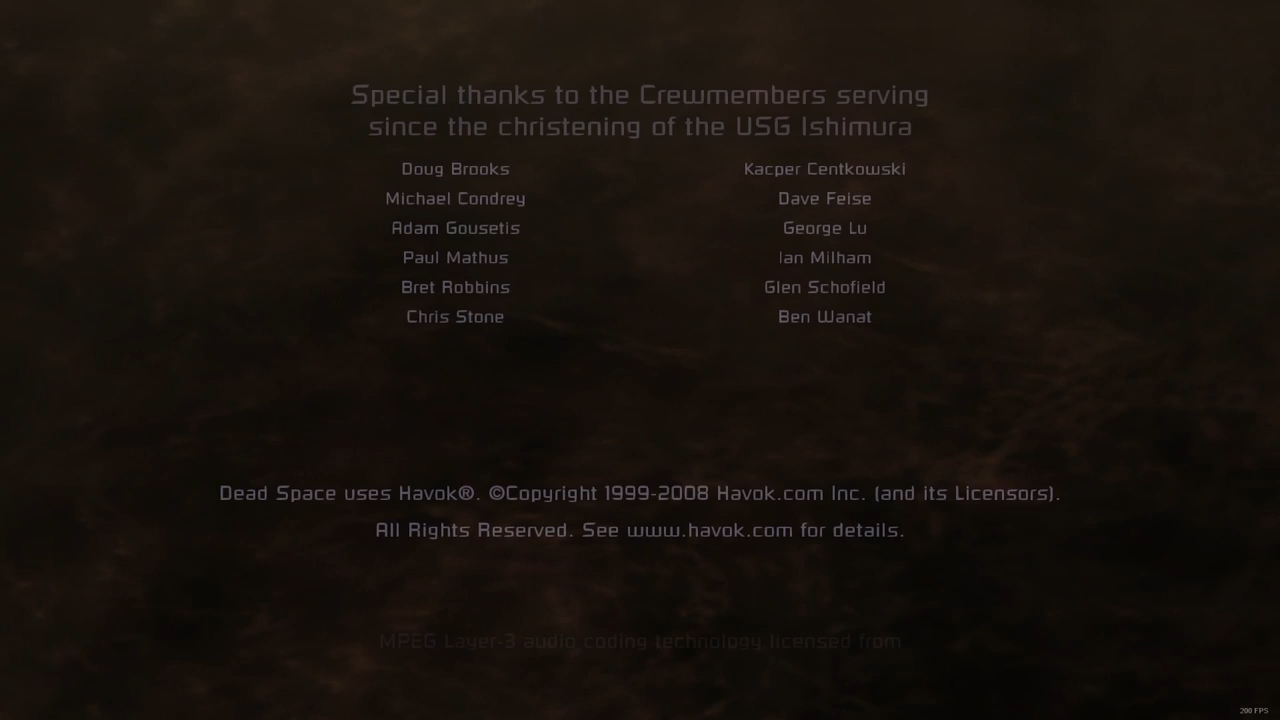 Special thanks to the Crewmembers serving
since the christening of the USG Ishimura
Doug Brooks Kacper Centkowski
Michael Condrey Dave Feise
Adam Gousetis George Lu
Paul Mathus Ian Milham
Bret Robbins Glen Schofield
Chris Stone Ben Wanat
Dead Space uses Havok®. ©Copyright 1999-2008 Havok.com Inc. (and its Licensors).
All Rights Reserved. See www.havok.com for details.
MPEG Layer-3 audio coding technology licensed from
200 FPS